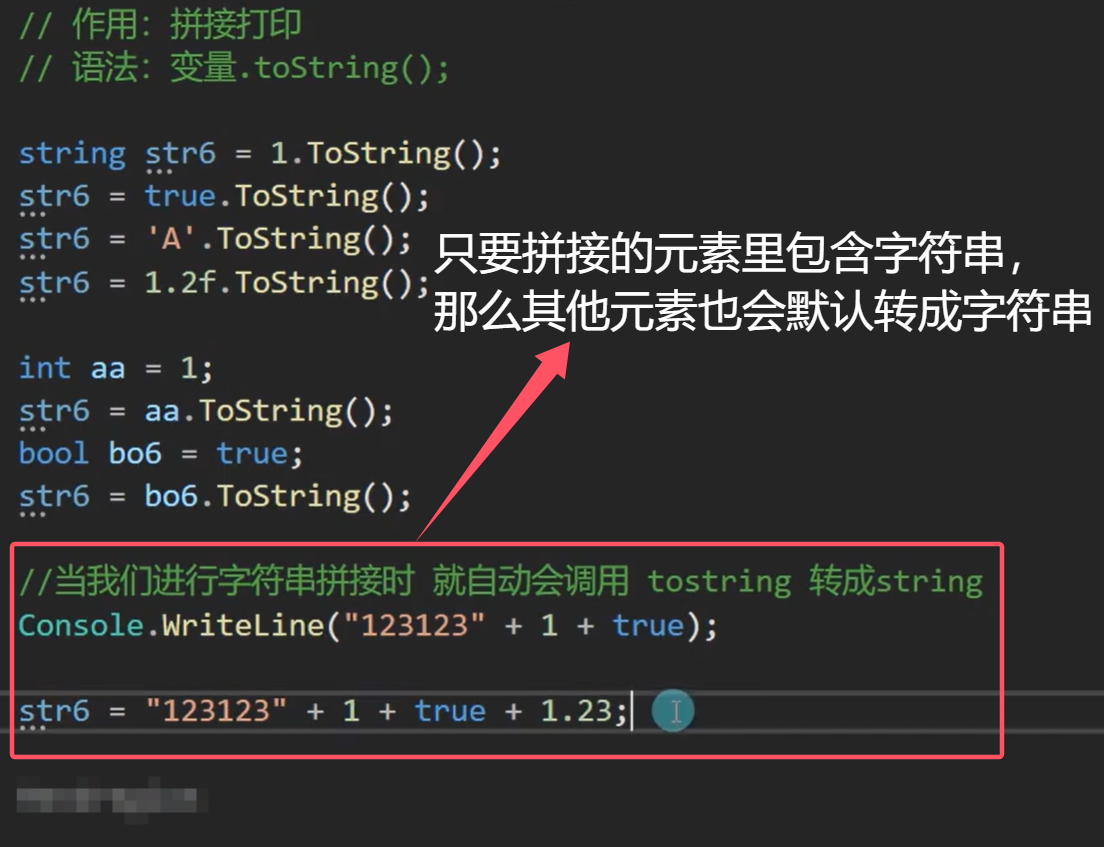 // 作用：拼接打印
// 语法：变量.toString();
string str6 = 1.ToString();
str6 = true.ToString();
str6 = 'A'.ToString();
str6 = 1.2f.ToString();
只要拼接的元素里包含字符串，
那么其他元素也会默认转成字符串
int aa = 1;
str6 = aa.ToString();
bool bo6 = true;
str6 = bo6.ToString();
//当我们进行字符串拼接时 就自动会调用 tostring 转成string
Console.WriteLine("123123" + 1 + true);
str6 = "123123" + 1 + true + 1.23;